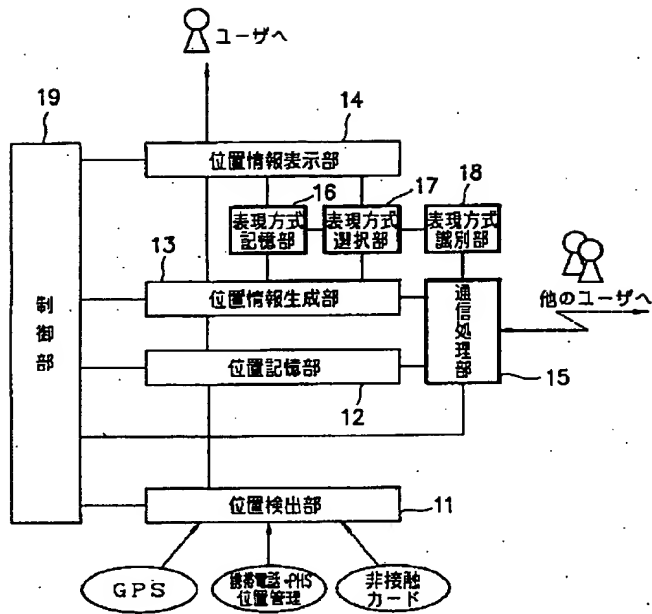 ユーザへ
19
14
位置情報表示部
16
17
18
表現方式
記憶部
表現方式
選択部
表現方式
識別部
13
位置情報生成部
通信処理部
他のユーザへ
制御部
位置記憶部
15
12
位置検出部
11
GPS
携帯電話・PHS
位置管理
非接触
カード